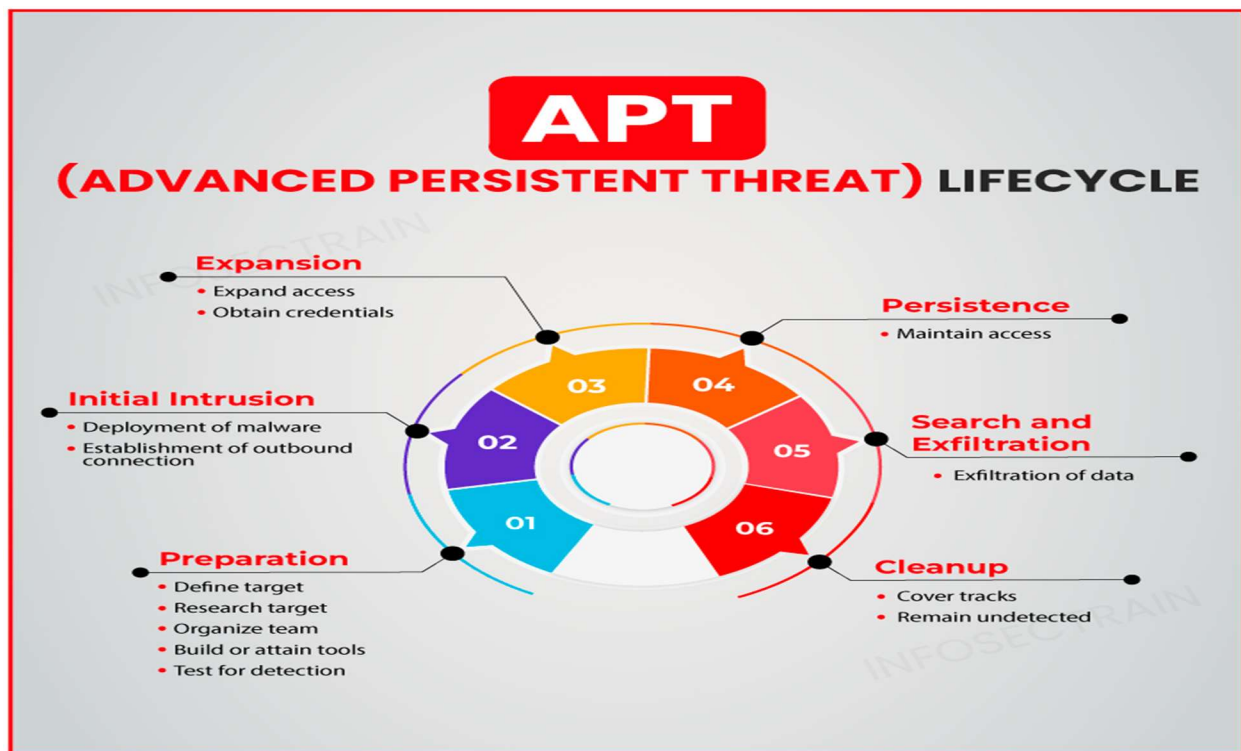 APT
(ADVANCED PERSISTENT THREAT) LIFECYCLE
INFOSECTRAIN
Expansion
• Expand access
• Obtain credentials
Persistence
• Maintain access
Initial Intrusion
• Deployment of malware
• Establishment of outbound
connection
Search and
Exfiltration
• Exfiltration of data
Preparation
• Define target
• Research target
• Organize team
• Build or attain tools
• Test for detection
Cleanup
• Cover tracks
• Remain undetected
01
02
03
04
05
06
INFOSECTRAIN